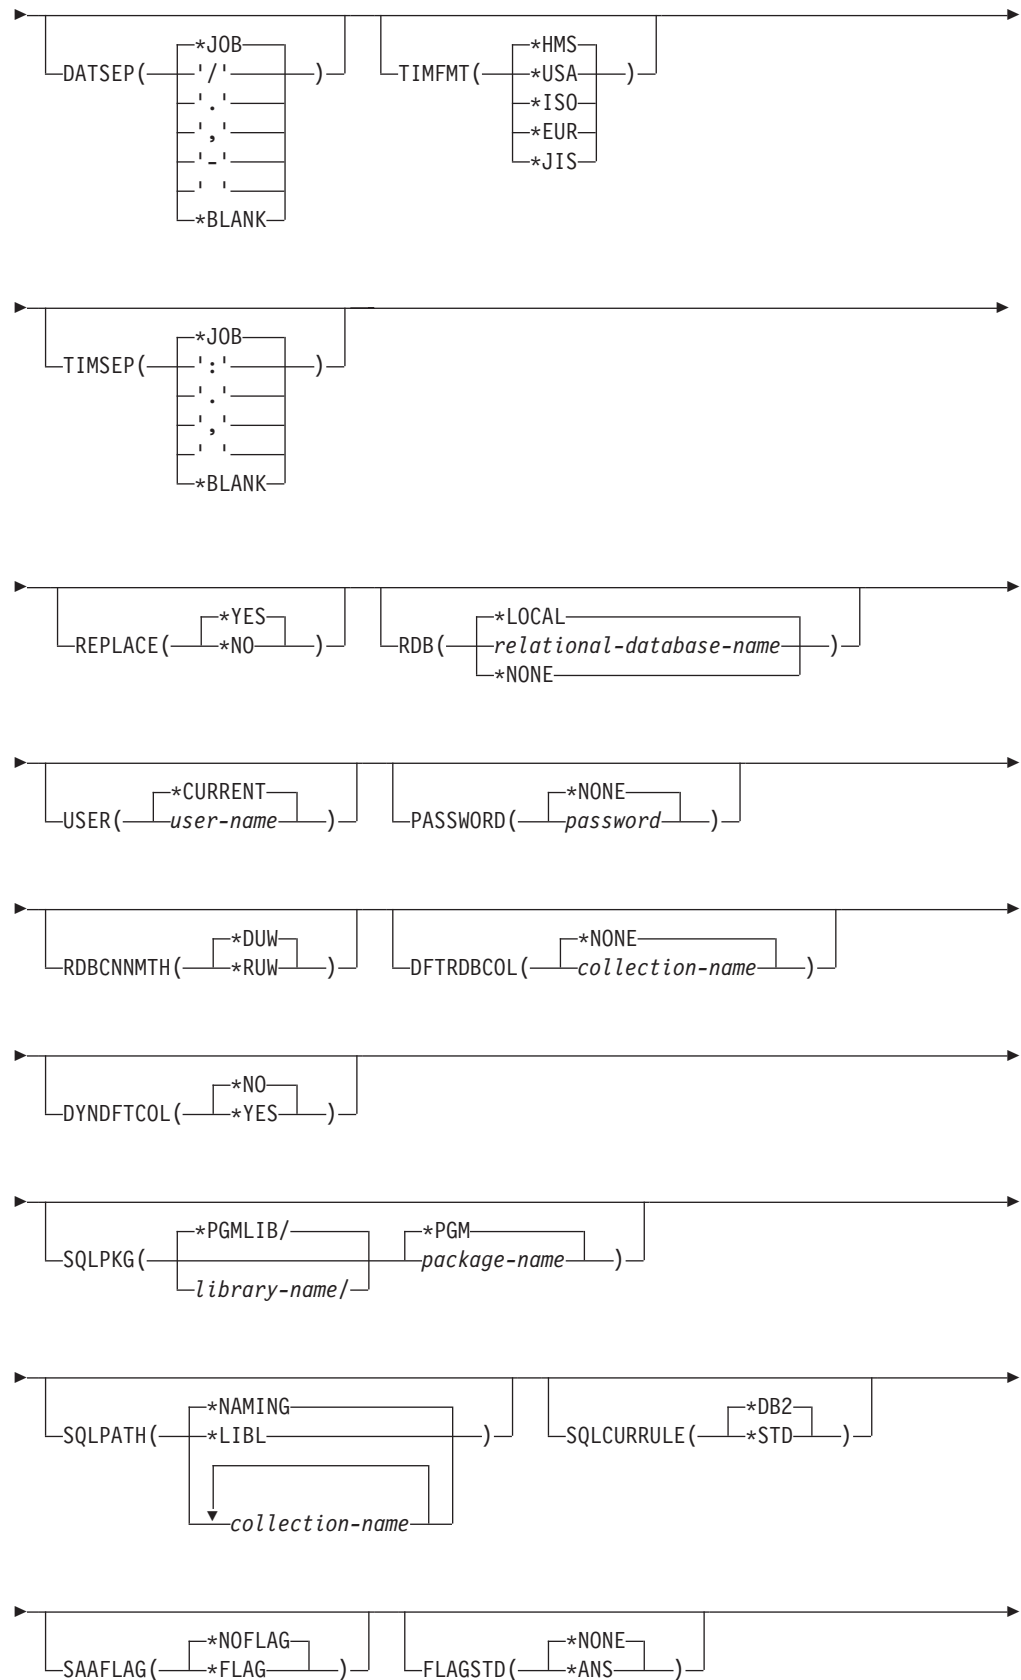 *JOB *HMS
DATSEP( '/' ) TIMFMT( *USA )
'.' *ISO
',' *EUR
'-' *JIS
' '
*BLANK
*JOB
TIMSEP( ':' )
'.'
','
' '
*BLANK
*YES *LOCAL
REPLACE( *NO ) RDB( relational-database-name )
*NONE
*CURRENT *NONE
USER( user-name ) PASSWORD( password )
*DUW *NONE
RDBCNNMTH( *RUW ) DFTRDBCOL( collection-name )
*NO
DYNDFTCOL( *YES )
*PGMLIB/ *PGM
SQLPKG( package-name )
library-name/
*NAMING *DB2
SQLPATH( *LIBL ) SQLCURRULE( *STD )
collection-name
*NOFLAG *NONE
SAAFLAG( *FLAG ) FLAGSTD( *ANS )